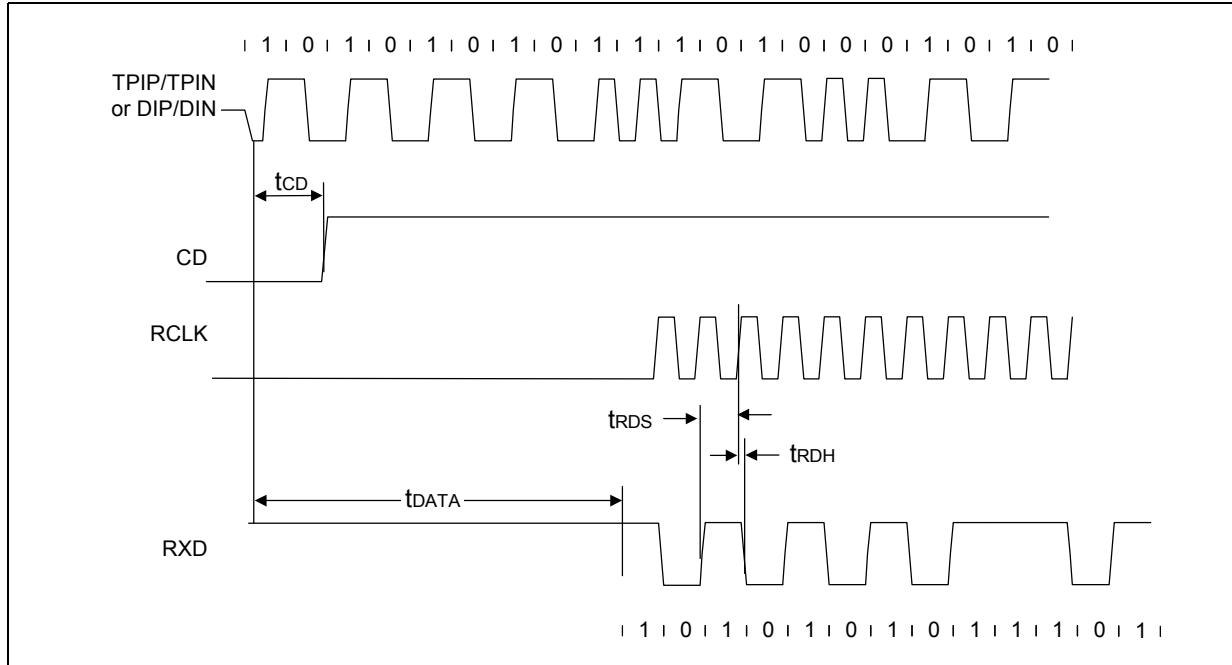 1 0 1 0 1 0 1 0 1 1 1 0 1 0 0 0 1 0 1 0
TPIP/TPIN
or DIP/DIN
tCD
CD
RCLK
tRDS
tRDH
tDATA
RXD
1 0 1 0 1 0 1 0 1 1 1 0 1